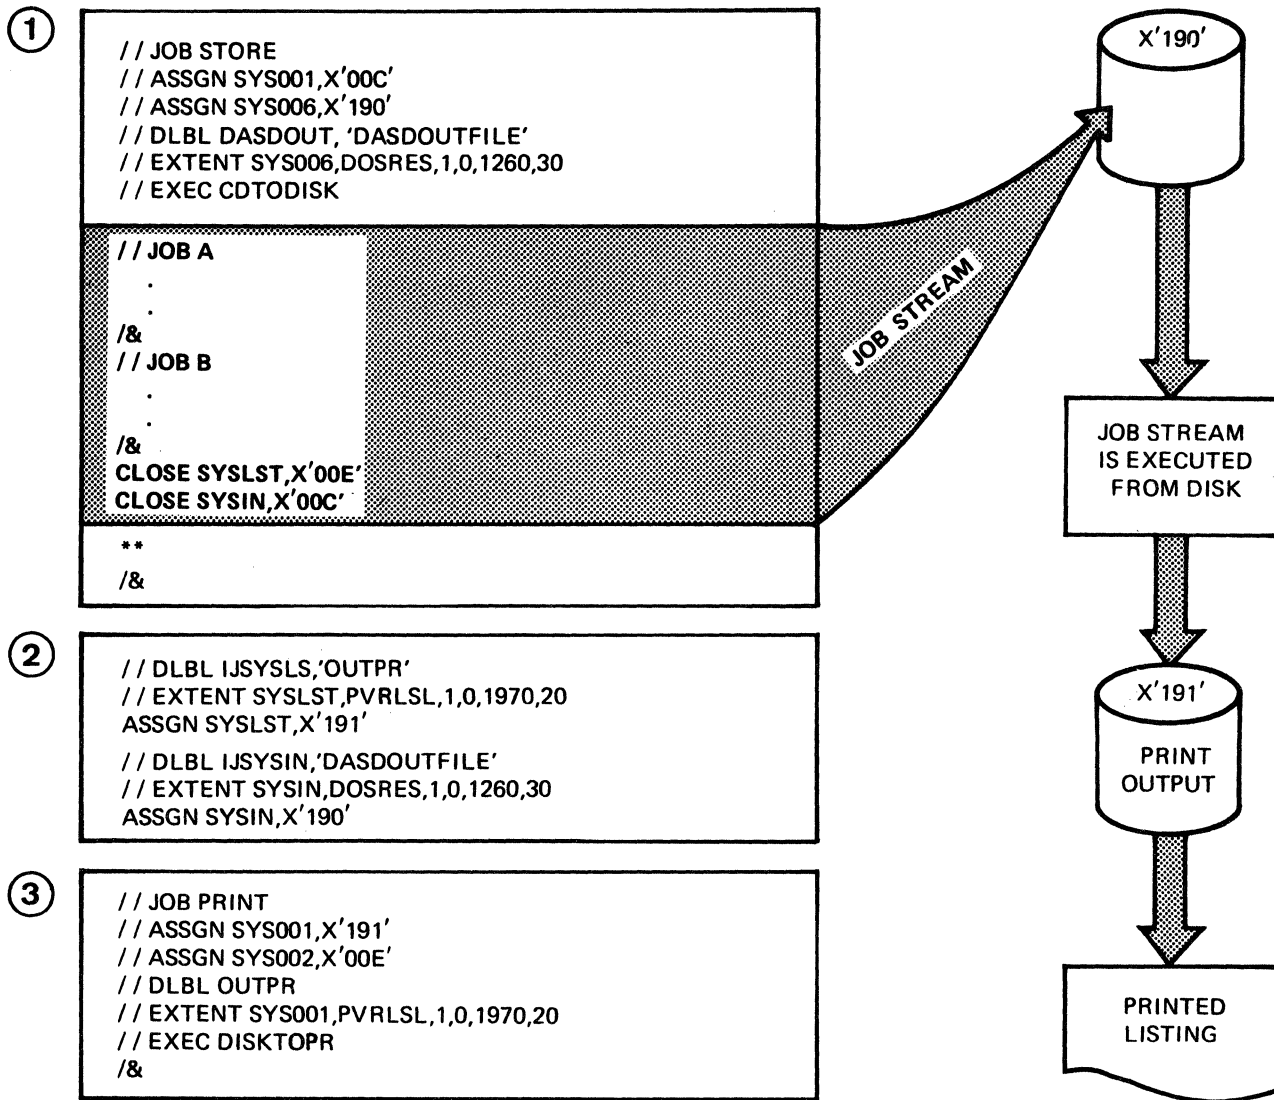 1
// JOB STORE
// ASSGN SYS001,X'00C'
// ASSGN SYS006,X'190'
// DLBL DASDOUT, 'DASDOUTFILE'
// EXTENT SYS006,DOSRES,1,0,1260,30
// EXEC CDTODISK
// JOB A
.
.
/&
// JOB B
.
.
/&
CLOSE SYSLST,X'00E'
CLOSE SYSIN,X'00C'
**
/&
JOB STREAM
X'190'
JOB STREAM
IS EXECUTED
FROM DISK
X'191'
PRINT
OUTPUT
PRINTED
LISTING
2
// DLBL IJSYSLS,'OUTPR'
// EXTENT SYSLST,PVRLSL,1,0,1970,20
ASSGN SYSLST,X'191'
// DLBL IJSYSIN,'DASDOUTFILE'
// EXTENT SYSIN,DOSRES,1,0,1260,30
ASSGN SYSIN,X'190'
3
// JOB PRINT
// ASSGN SYS001,X'191'
// ASSGN SYS002,X'00E'
// DLBL OUTPR
// EXTENT SYS001,PVRLSL,1,0,1970,20
// EXEC DISKTOPR
/&